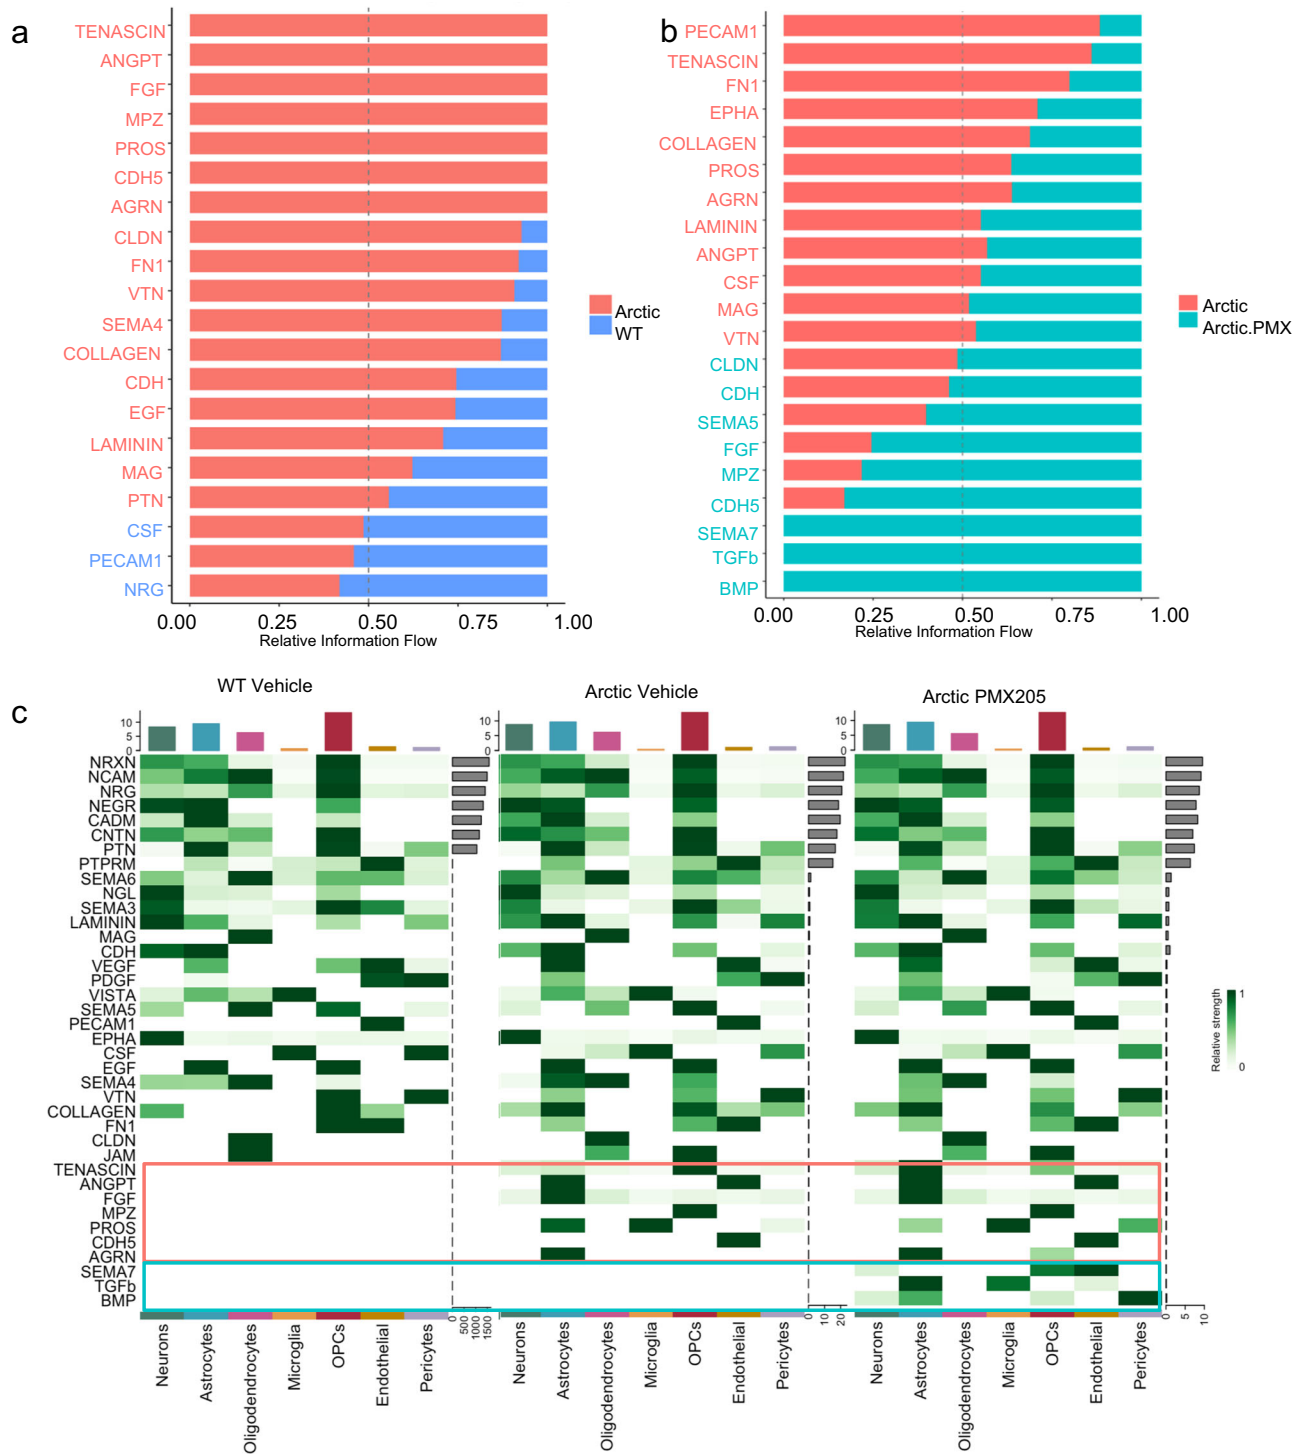 a
TENASCIN
ANGPT
FGF
MPZ
PROS
CDH5
AGRN
CLDN
FN1
VTN
SEMA4
COLLAGEN
CDH
EGF
LAMININ
MAG
PTN
CSF
PECAM1
NRG
0.00 0.25 0.50 0.75 1.00
Relative Information Flow
Arctic
WT
b
PECAM1
TENASCIN
FN1
EPHA
COLLAGEN
PROS
AGRN
LAMININ
ANGPT
CSF
MAG
VTN
CLDN
CDH
SEMA5
FGF
MPZ
CDH5
SEMA7
TGFb
BMP
0.00 0.25 0.50 0.75 1.00
Relative Information Flow
Arctic
Arctic.PMX
c
WT Vehicle
Arctic Vehicle
Arctic PMX205
10
5
0
10
5
0
10
5
0
NRXN
NCAM
NRG
NEGR
CADM
CNTN
PTN
PTPRM
SEMA6
NGL
SEMA3
LAMININ
MAG
CDH
VEGF
PDGF
VISTA
SEMA5
PECAM1
EPHA
CSF
EGF
SEMA4
VTN
COLLAGEN
FN1
CLDN
JAM
TENASCIN
ANGPT
FGF
MPZ
PROS
CDH5
AGRN
SEMA7
TGFb
BMP
Neurons
Astrocytes
Oligodendrocytes
Microglia
OPCs
Endothelial
Pericytes
0
500
1000
1500
Neurons
Astrocytes
Oligodendrocytes
Microglia
OPCs
Endothelial
Pericytes
0
10
20
Neurons
Astrocytes
Oligodendrocytes
Microglia
OPCs
Endothelial
Pericytes
0
5
10
Relative strength
1
0